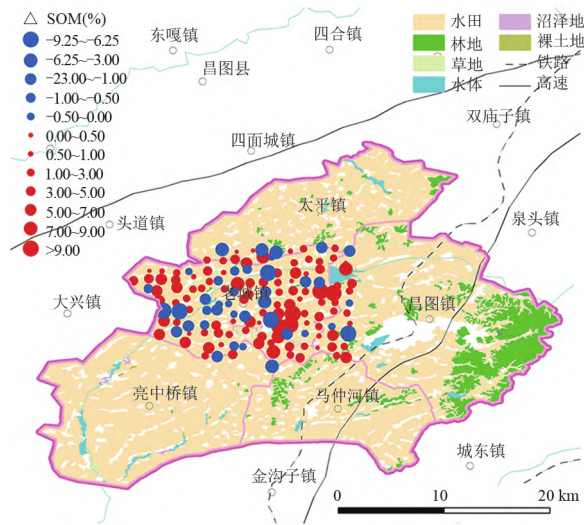 △ SOM(%)
−9.25~−6.25
−6.25~−3.00
−23.00~−1.00
−1.00~−0.50
−0.50~0.00
0.00~0.50
0.50~1.00
1.00~3.00
3.00~5.00
5.00~7.00
7.00~9.00
>9.00
水田
林地
草地
水体
沼泽地
裸土地
铁路
高速
东嘎镇
四合镇
昌图县
双庙子镇
四面城镇
太平镇
头道镇
泉头镇
老城镇
大兴镇
昌图镇
亮中桥镇
马仲河镇
城东镇
金沟子镇
0 10 20 km